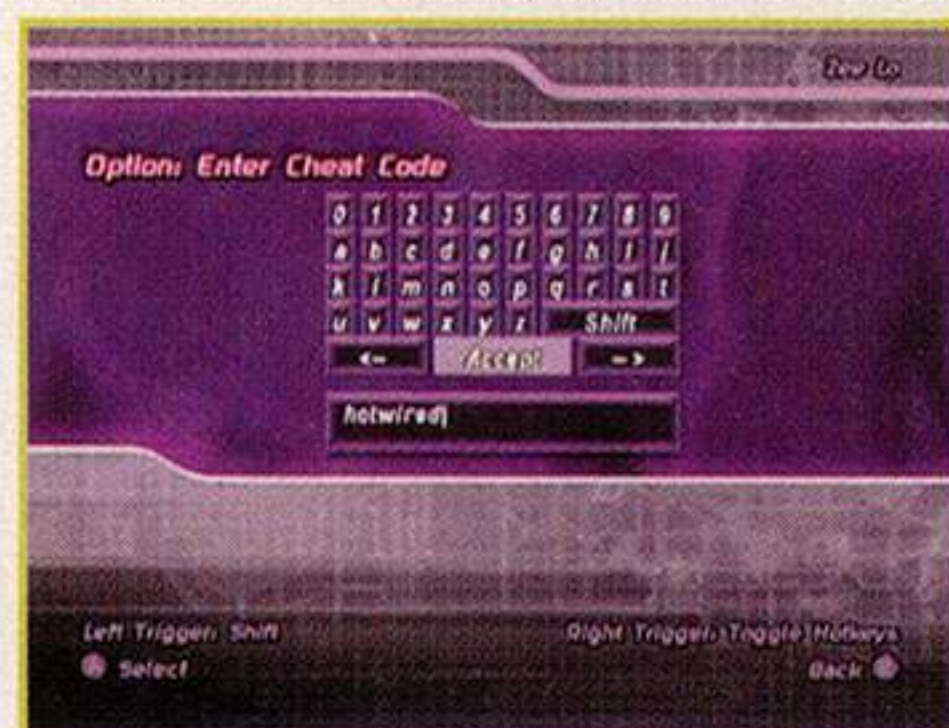 Option: Enter Cheat Code
0 1 2 3 4 5 6 7 8 9
a b c d e f g h i j
k l m n o p q r s t
u v w x y z Shift
<- Accept ->
hotwired
Left Trigger: Shift
Right Trigger: Toggle Hotkeys
Select
Back